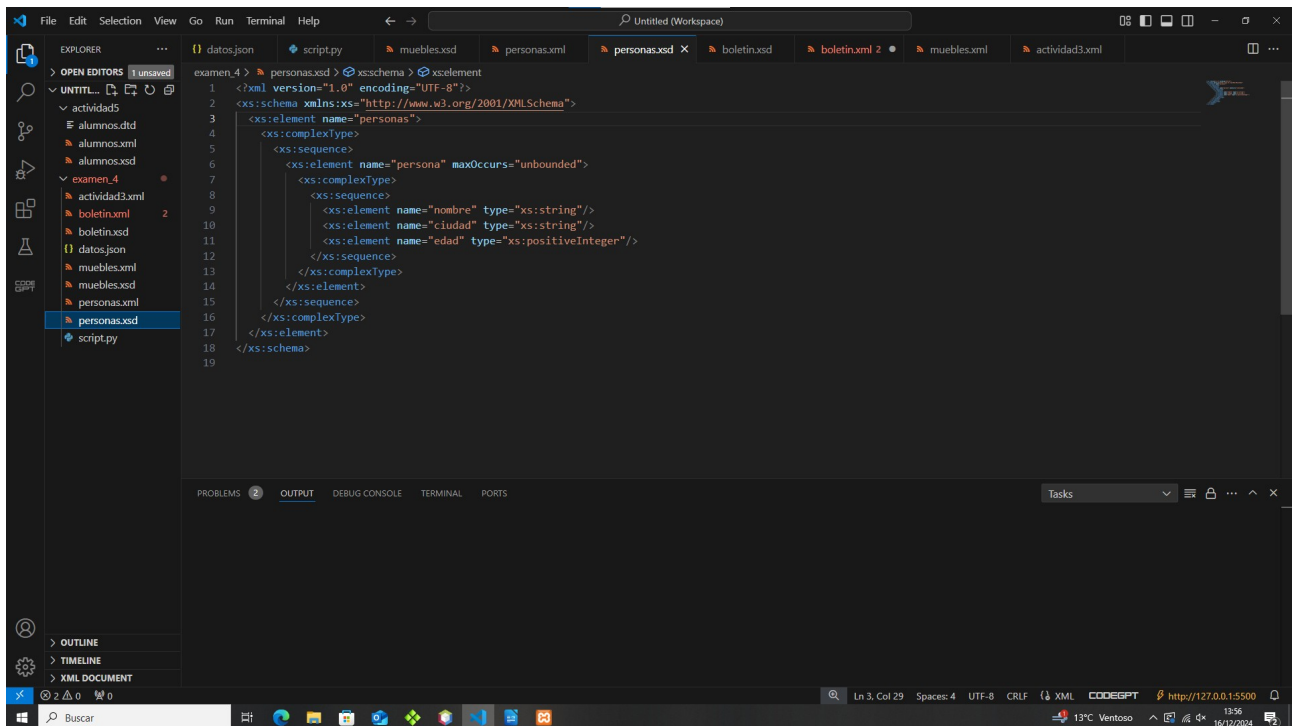 File Edit Selection View Go Run Terminal Help
Untitled (Workspace)
EXPLORER
datos.json script.py muebles.xsd personas.xml personas.xsd boletin.xsd boletin.xml 2 muebles.xml actividad3.xml
OPEN EDITORS 1 unsaved
UNTITL...
actividad5
alumnos.dtd
alumnos.xml
alumnos.xsd
examen_4
actividad3.xml
boletin.xml 2
boletin.xsd
datos.json
muebles.xml
muebles.xsd
personas.xml
personas.xsd
script.py
OUTLINE
TIMELINE
XML DOCUMENT
1
CODE GPT
examen_4 > personas.xsd > xs:schema > xs:element
1 <?xml version="1.0" encoding="UTF-8"?>
2 <xs:schema xmlns:xs="http://www.w3.org/2001/XMLSchema">
3 <xs:element name="personas">
4 <xs:complexType>
5 <xs:sequence>
6 <xs:element name="persona" maxOccurs="unbounded">
7 <xs:complexType>
8 <xs:sequence>
9 <xs:element name="nombre" type="xs:string"/>
10 <xs:element name="ciudad" type="xs:string"/>
11 <xs:element name="edad" type="xs:positiveInteger"/>
12 </xs:sequence>
13 </xs:complexType>
14 </xs:element>
15 </xs:sequence>
16 </xs:complexType>
17 </xs:element>
18 </xs:schema>
19
PROBLEMS 2 OUTPUT DEBUG CONSOLE TERMINAL PORTS
Tasks
2 0 0
Ln 3, Col 29 Spaces: 4 UTF-8 CRLF XML CODEGPT http://127.0.0.1:5500
Buscar
13°C Ventoso
13:56
16/12/2024
2